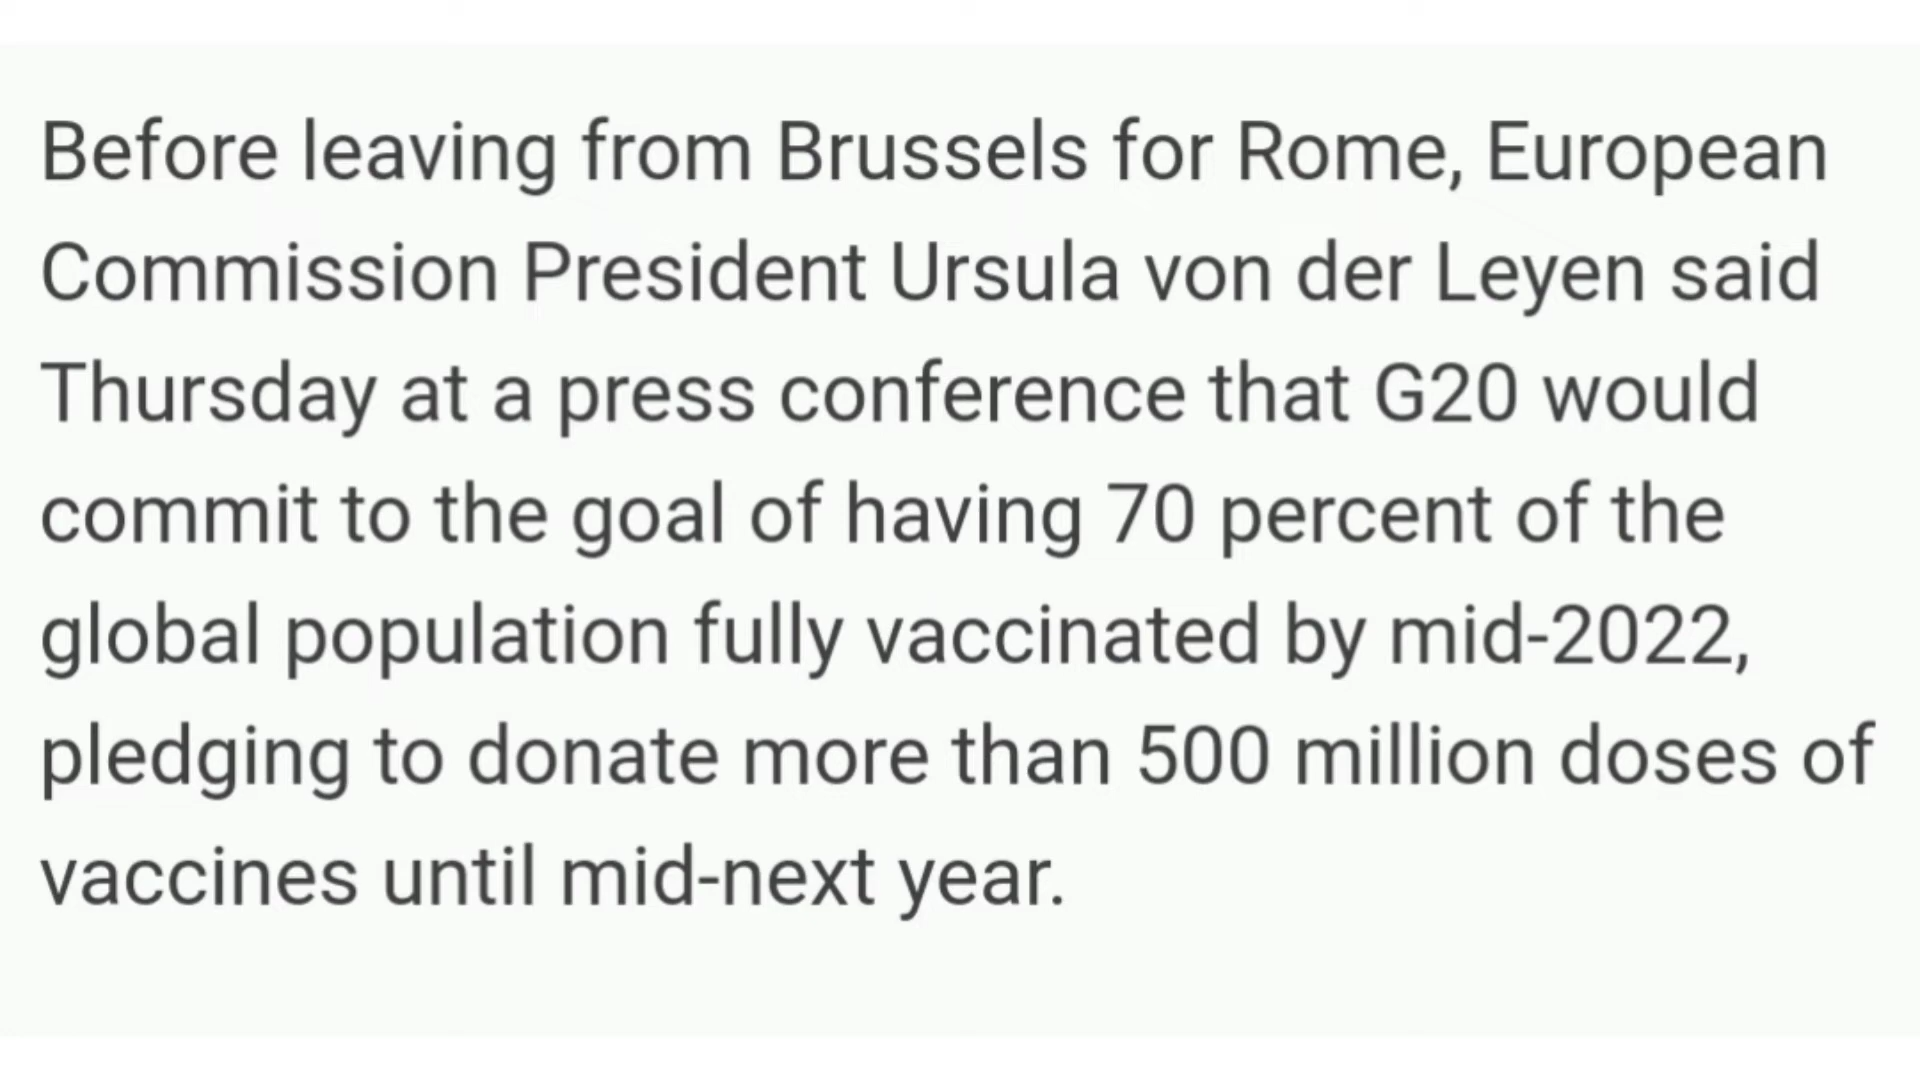 Before leaving from Brussels for Rome, European
Commission President Ursula von der Leyen said
Thursday at a press conference that G20 would
commit to the goal of having 70 percent of the
global population fully vaccinated by mid-2022,
pledging to donate more than 500 million doses of
vaccines until mid-next year.